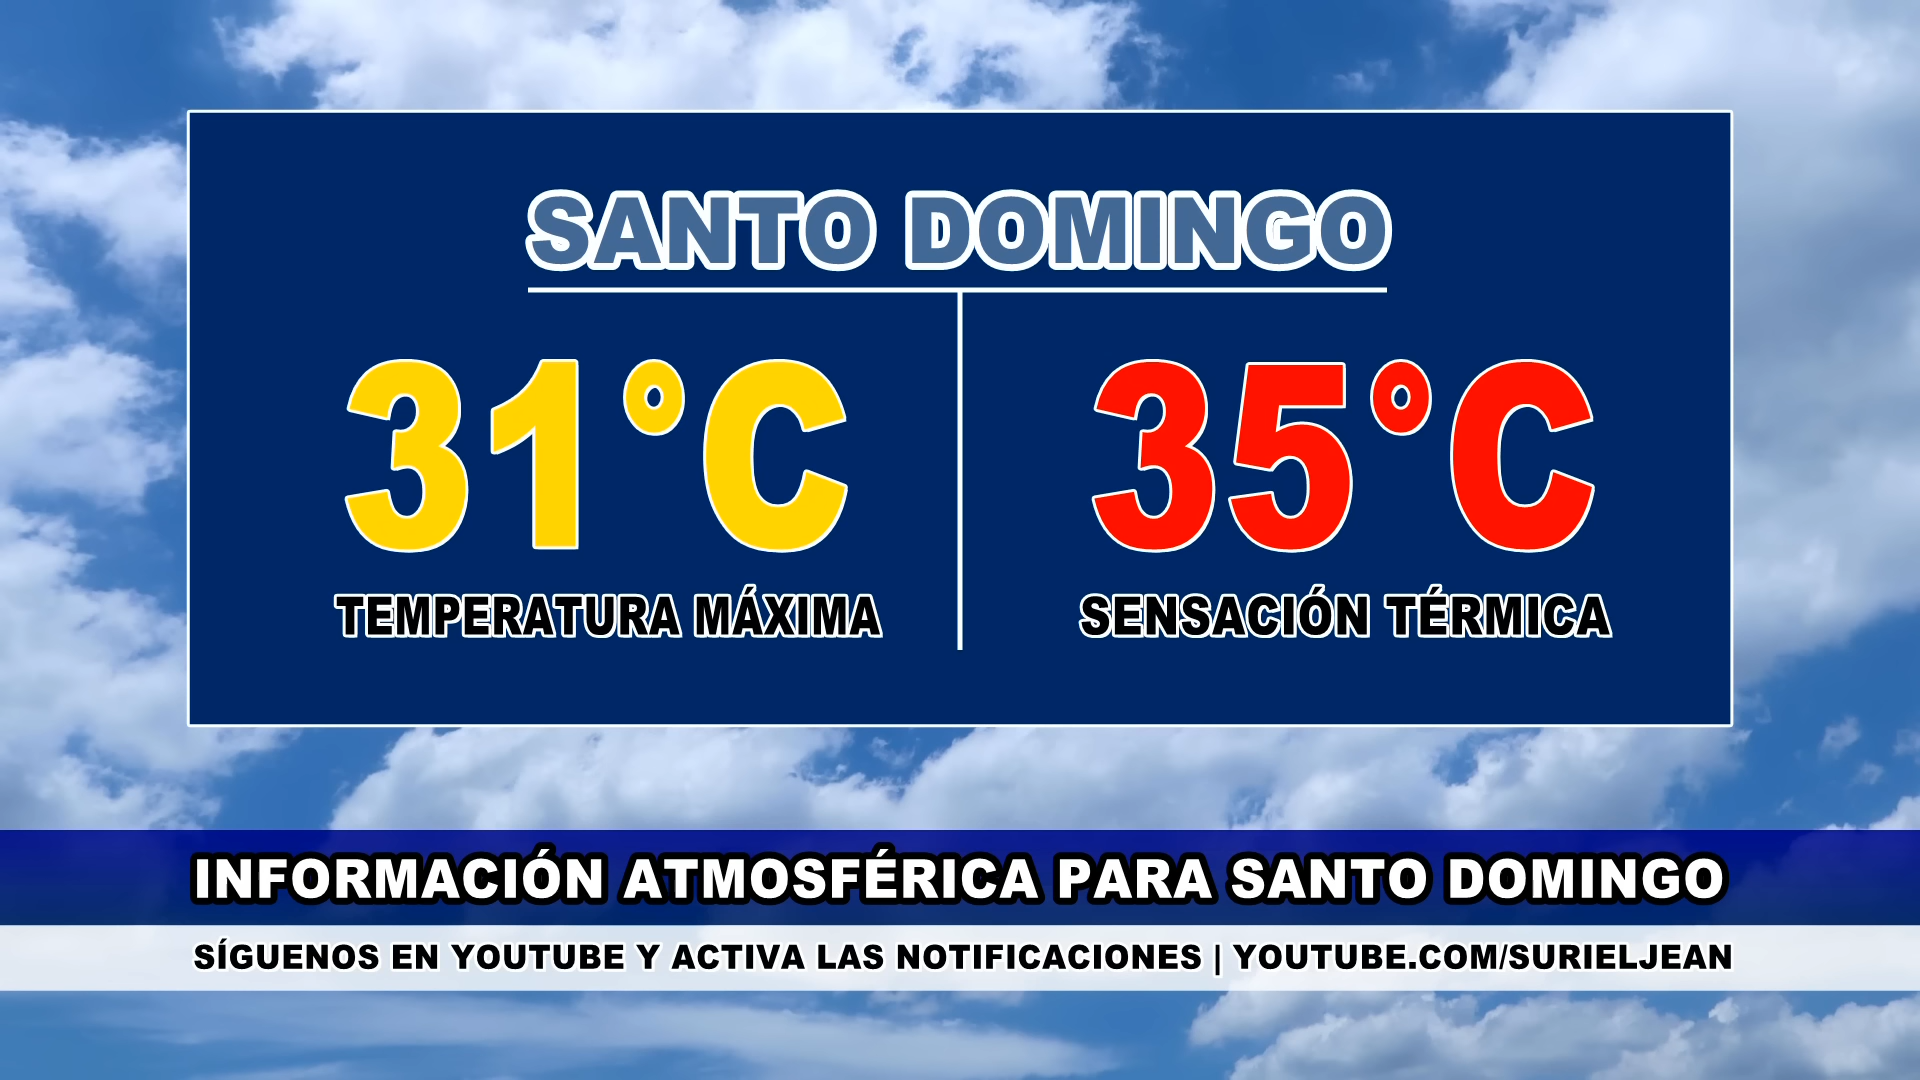 SANTO DOMINGO
31°C
35°C
TEMPERATURA MÁXIMA
SENSACIÓN TÉRMICA
INFORMACIÓN ATMOSFÉRICA PARA SANTO DOMINGO
SÍGUENOS EN YOUTUBE Y ACTIVA LAS NOTIFICACIONES | YOUTUBE.COM/SURIELJEAN